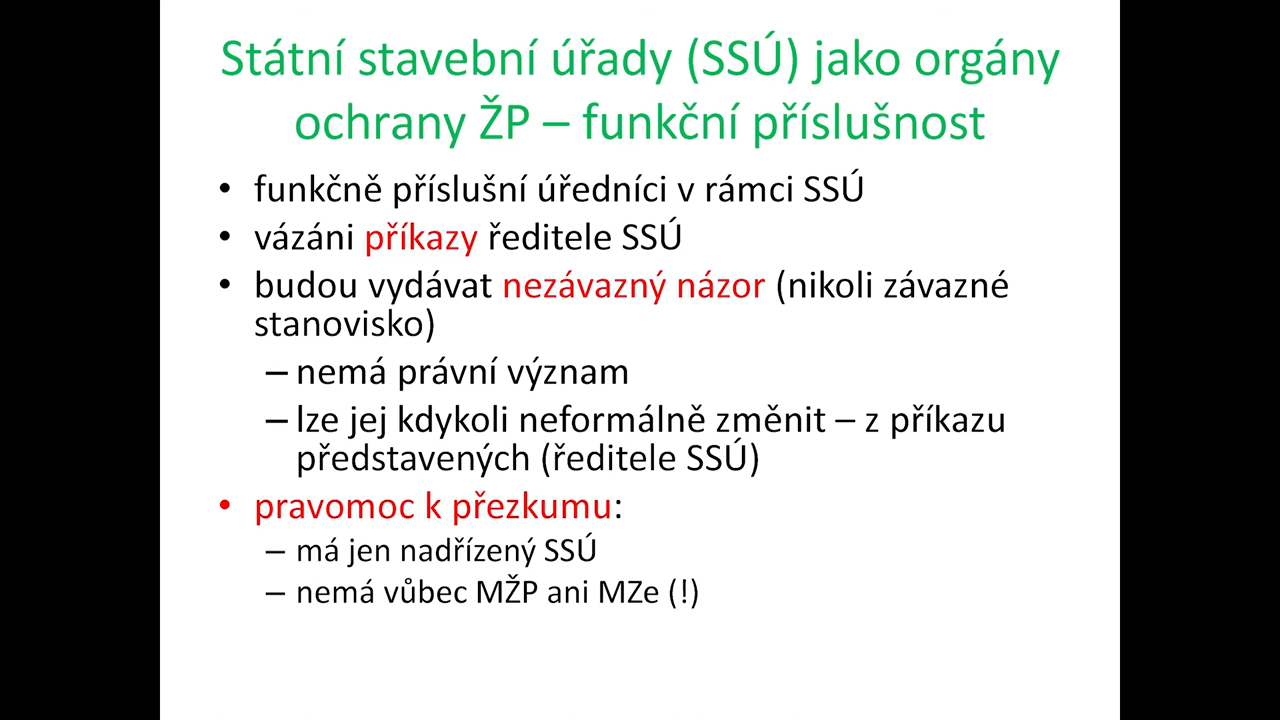 Státní stavební úřady (SSÚ) jako orgány
ochrany ŽP – funkční příslušnost
• funkčně příslušní úředníci v rámci SSÚ
• vázáni příkazy ředitele SSÚ
• budou vydávat nezávazný názor (nikoli závazné
stanovisko)
– nemá právní význam
– lze jej kdykoli neformálně změnit – z příkazu
představených (ředitele SSÚ)
• pravomoc k přezkumu:
– má jen nadřízený SSÚ
– nemá vůbec MŽP ani MZe (!)